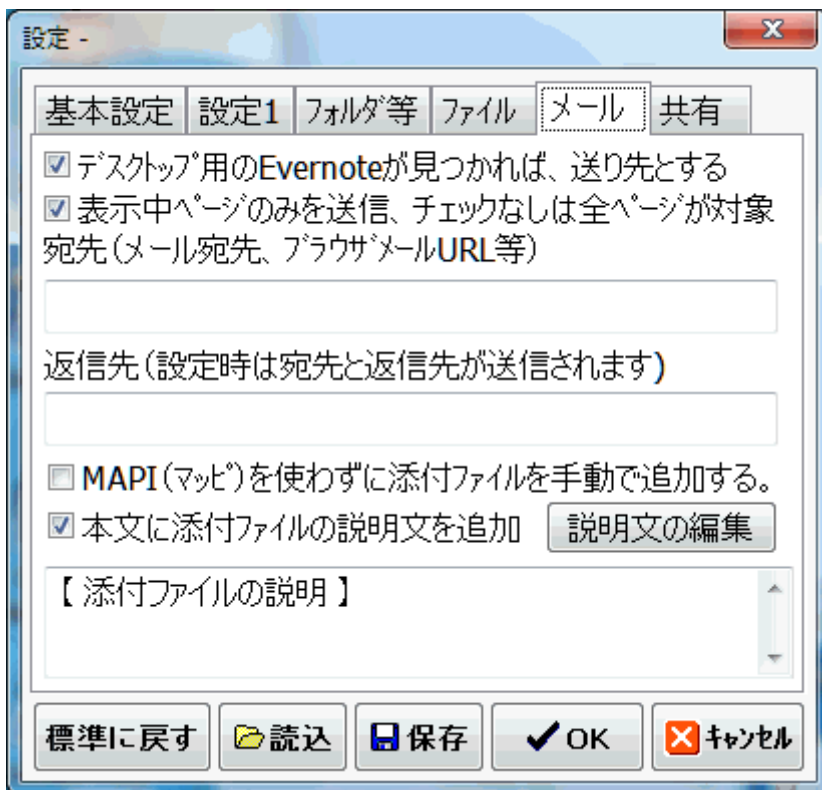 設定 -
基本設定 設定1 フォルダ等 ファイル メール 共有
デスクトップ用のEvernoteが見つかれば、送り先とする
表示中ページのみを送信、チェックなしは全ページが対象
宛先(メール宛先、ブラウザメールURL等)
返信先(設定時は宛先と返信先が送信されます)
MAPI(マッピ)を使わずに添付ファイルを手動で追加する。
本文に添付ファイルの説明文を追加 説明文の編集
【 添付ファイルの説明 】
標準に戻す 読込 保存 OK キャンセル